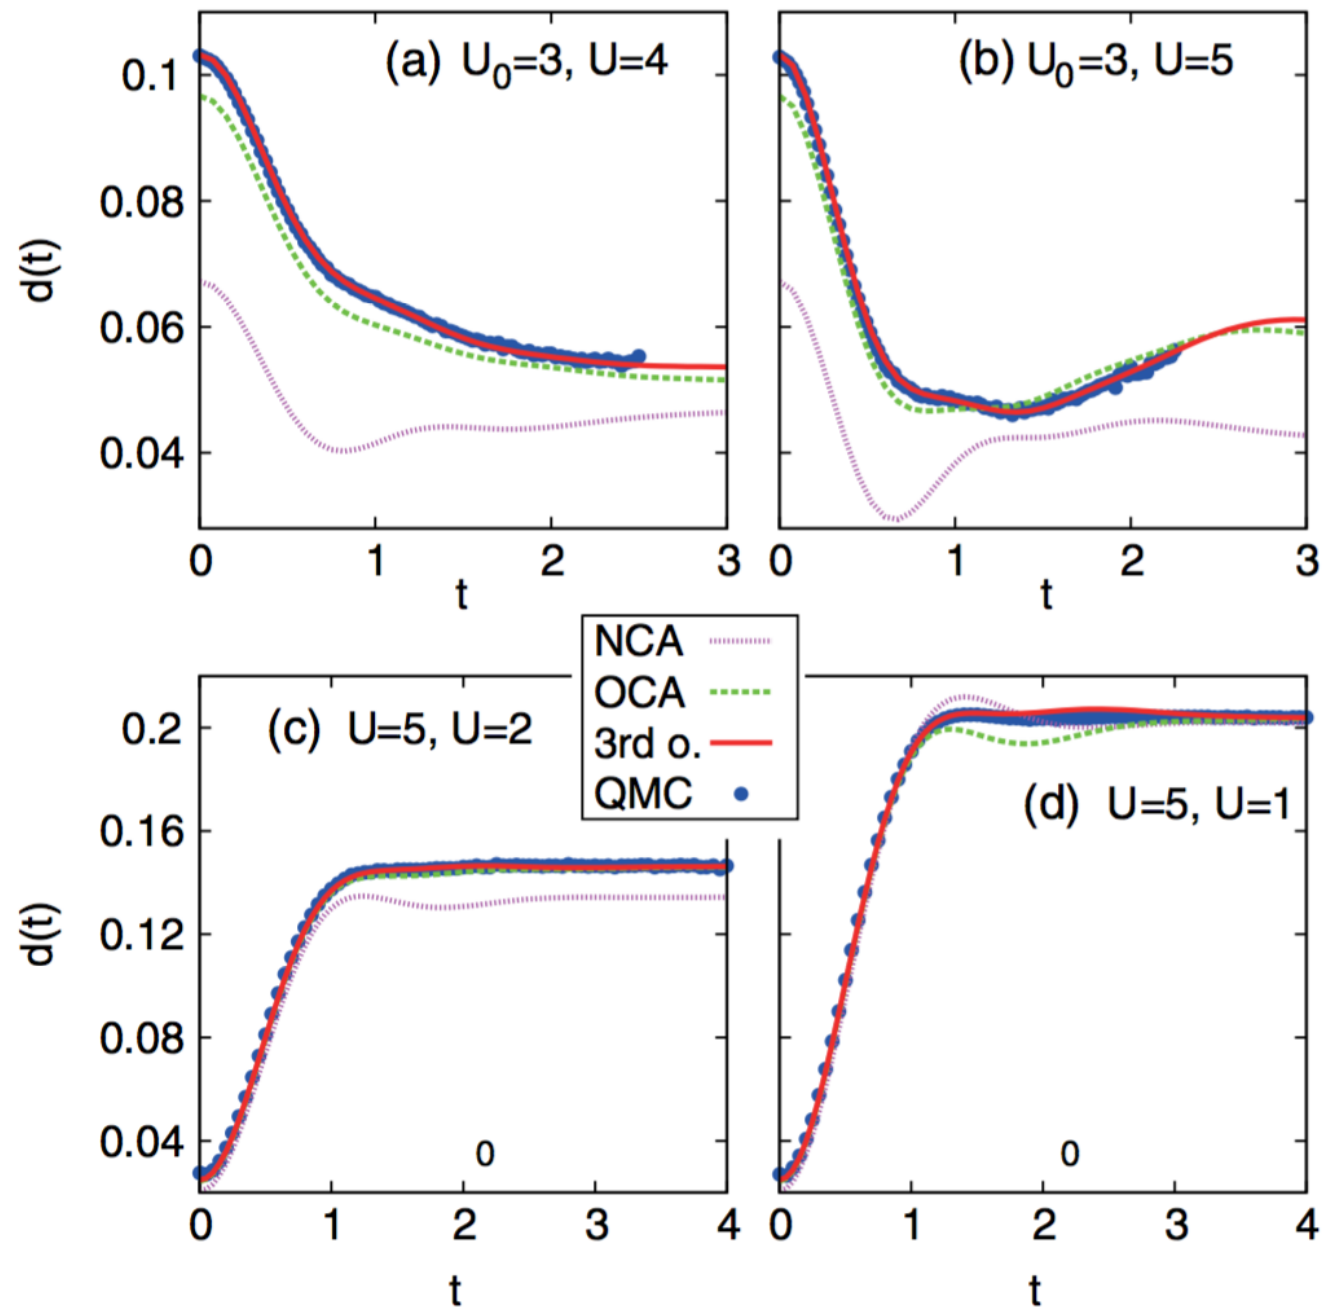 (a) U0=3, U=4
(b) U0=3, U=5
0.1
0.08
0.06
0.04
d(t)
0 1 2 3
0 1 2 3
t
t
NCA
OCA
3rd o.
QMC
(c) U=5, U=2
(d) U=5, U=1
0.2
0.16
0.12
0.08
0.04
d(t)
0
0
0 1 2 3 4
0 1 2 3 4
t
t